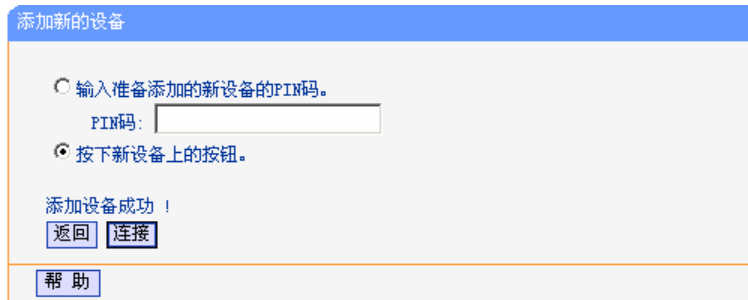 添加新的设备
输入准备添加的新设备的PIN码。
PIN码:
按下新设备上的按钮。
添加设备成功 !
返回 连接
帮 助